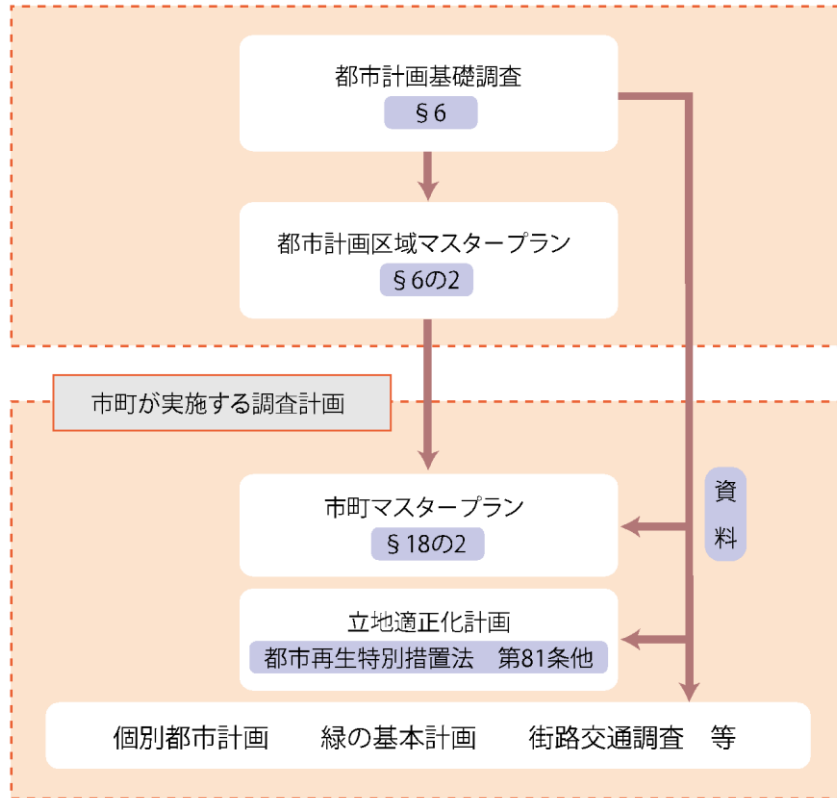 都市計画基礎調査
§6
都市計画区域マスタープラン
§6の2
市町が実施する調査計画
市町マスタープラン
§18の2
資料
立地適正化計画
都市再生特別措置法　第81条他
個別都市計画　　緑の基本計画　　街路交通調査　等